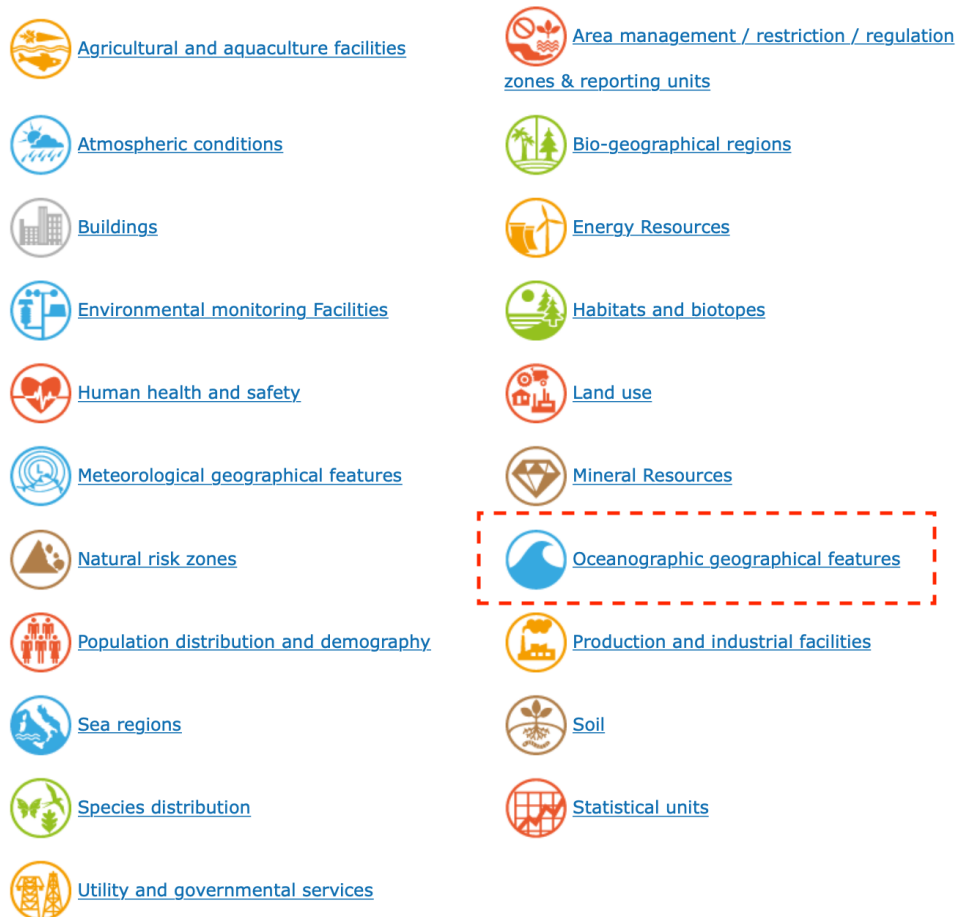 Agricultural and aquaculture facilities
Area management / restriction / regulation
zones & reporting units
Atmospheric conditions
Bio-geographical regions
Buildings
Energy Resources
Environmental monitoring Facilities
Habitats and biotopes
Human health and safety
Land use
Meteorological geographical features
Mineral Resources
Natural risk zones
Oceanographic geographical features
Population distribution and demography
Production and industrial facilities
Sea regions
Soil
Species distribution
Statistical units
Utility and governmental services